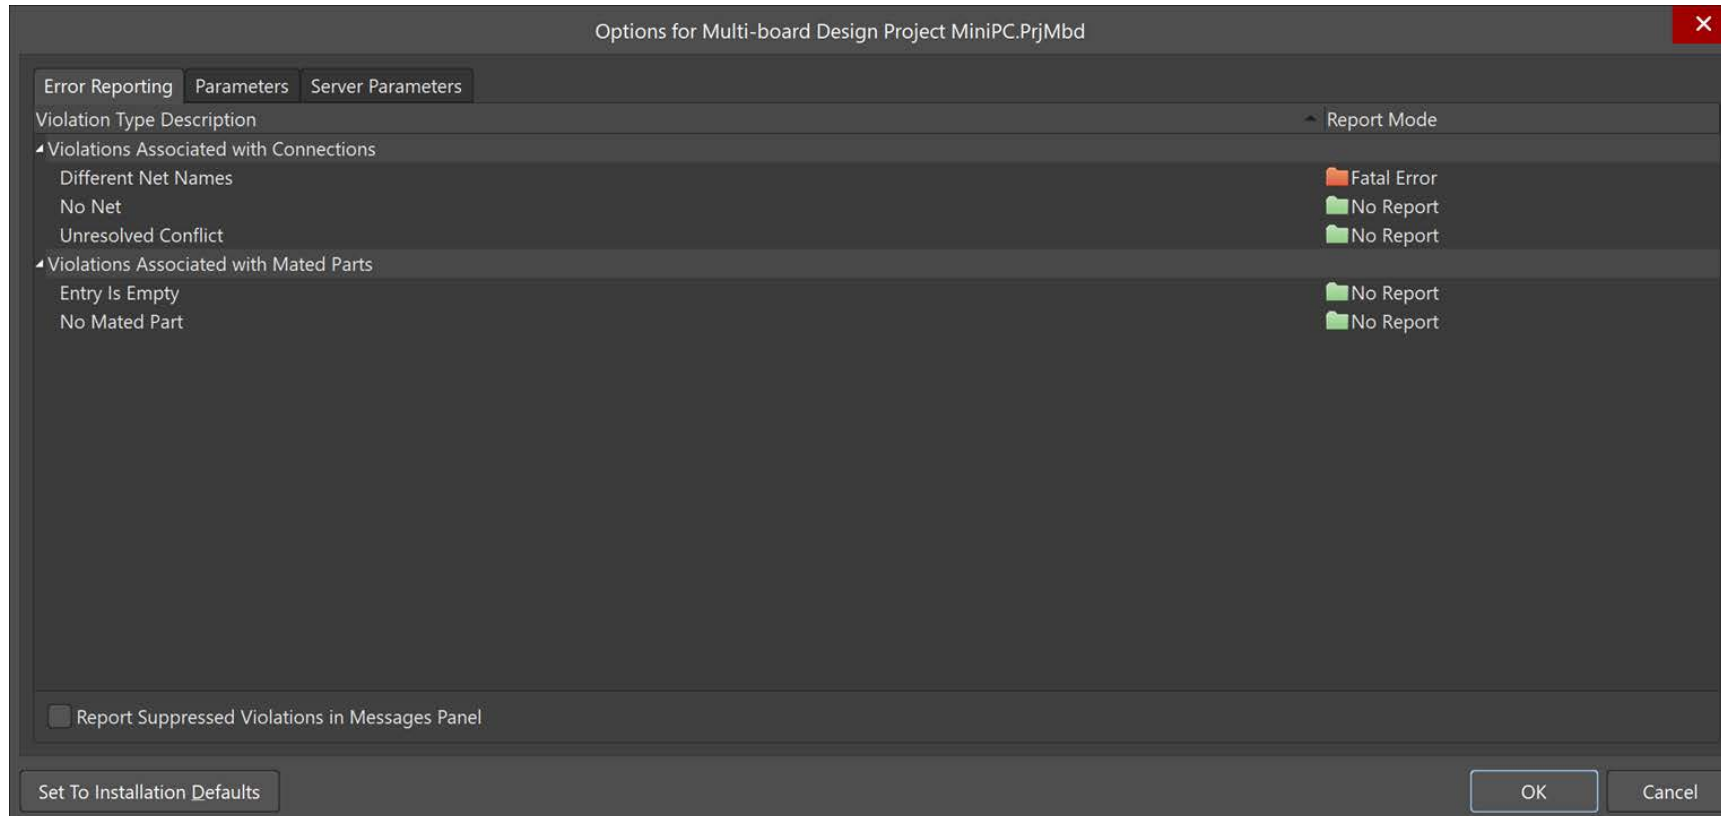 Options for Multi-board Design Project MiniPC.PrjMbd
Error Reporting Parameters Server Parameters
Violation Type Description Report Mode
Violations Associated with Connections
Different Net Names Fatal Error
No Net No Report
Unresolved Conflict No Report
Violations Associated with Mated Parts
Entry Is Empty No Report
No Mated Part No Report
Report Suppressed Violations in Messages Panel
Set To Installation Defaults OK Cancel